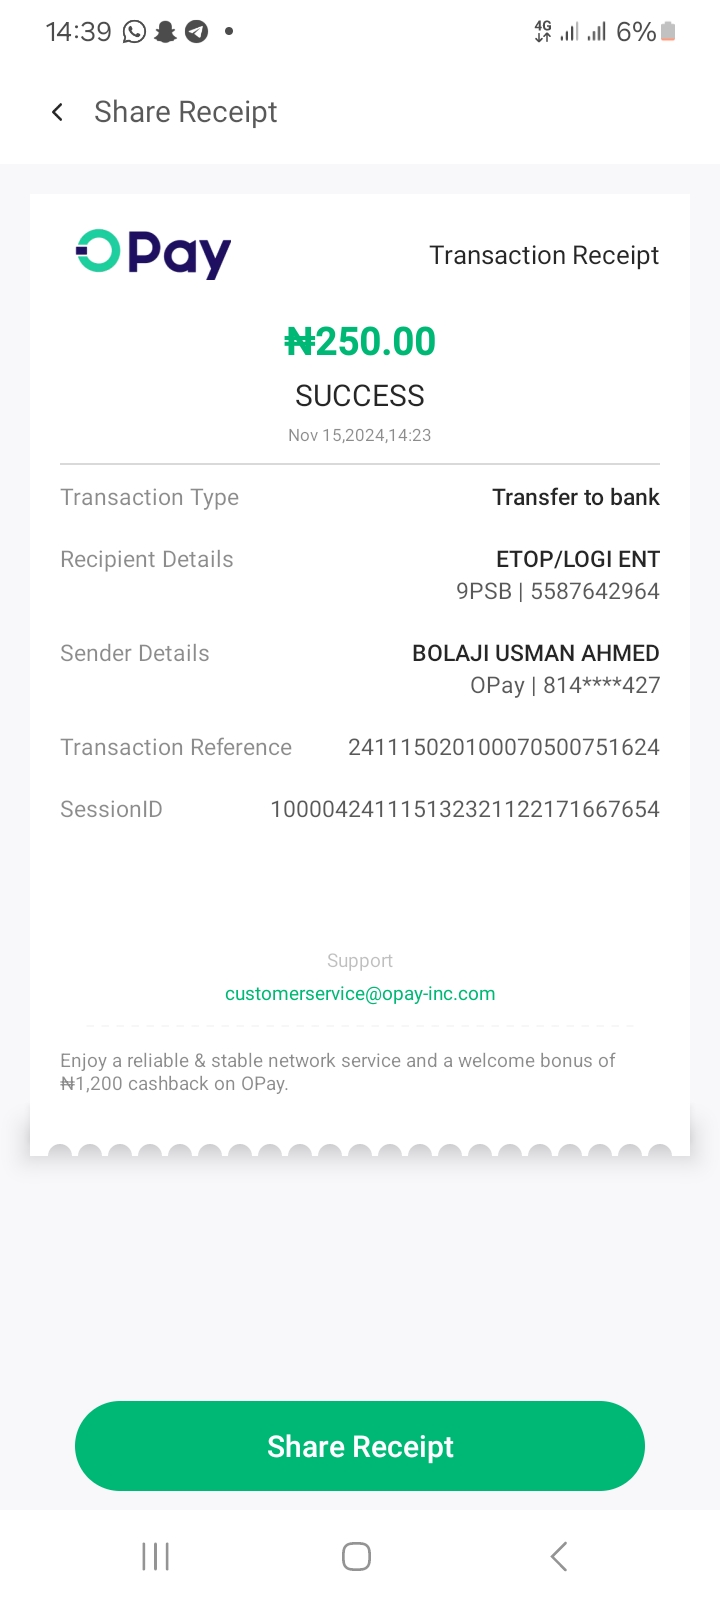 14:39 4G 6%
Share Receipt
OPay Transaction Receipt
₦250.00
SUCCESS
Nov 15,2024,14:23
Transaction Type Transfer to bank
Recipient Details ETOP/LOGI ENT
9PSB | 5587642964
Sender Details BOLAJI USMAN AHMED
OPay | 814****427
Transaction Reference 241115020100070500751624
SessionID 100004241115132321122171667654
Support
customerservice@opay-inc.com
Enjoy a reliable & stable network service and a welcome bonus of
₦1,200 cashback on OPay.
Share Receipt